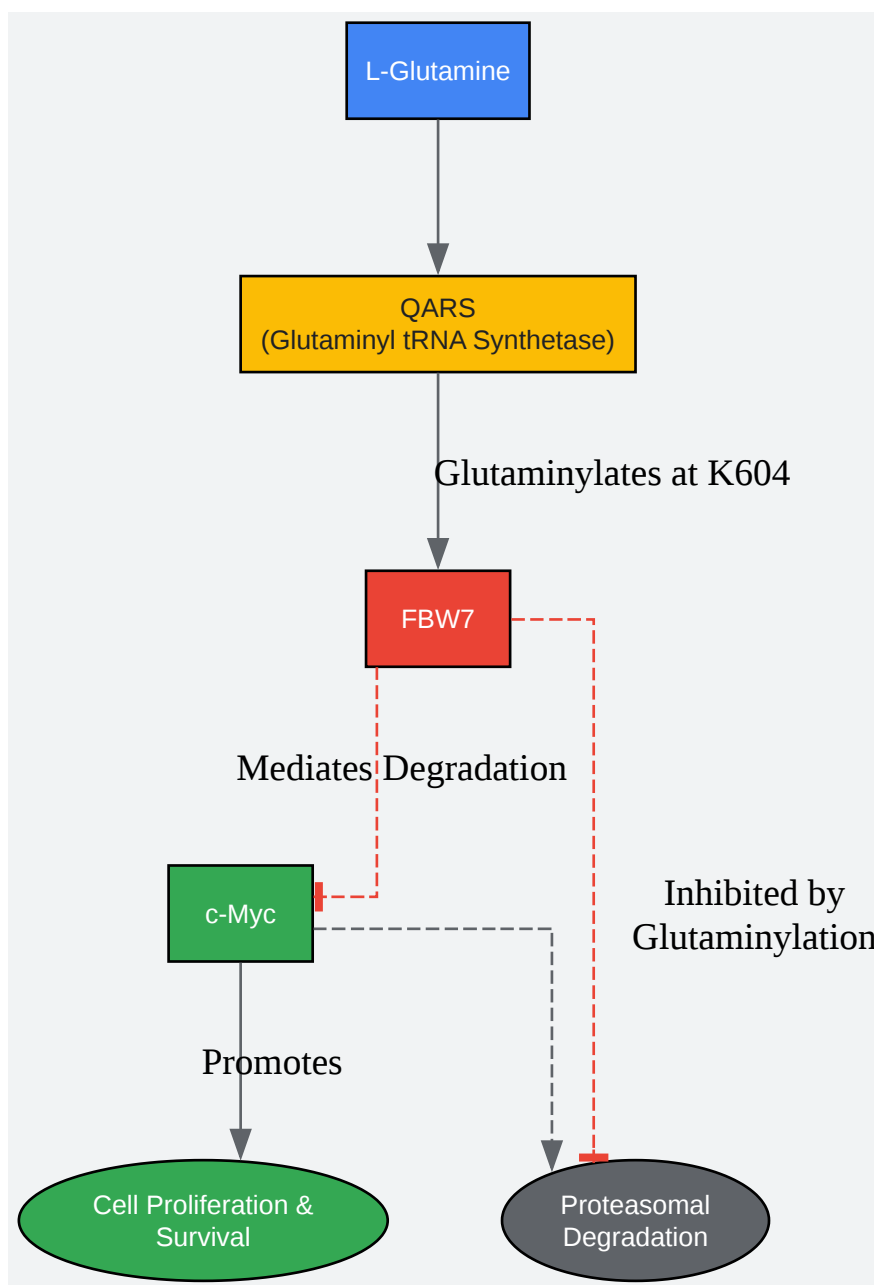 L-Glutamine
QARS
(Glutaminyl tRNA Synthetase)
Glutaminylates at K604
FBW7
Mediates Degradation
Inhibited by
Glutaminylation
c-Myc
Promotes
Cell Proliferation &
Survival
Proteasomal
Degradation